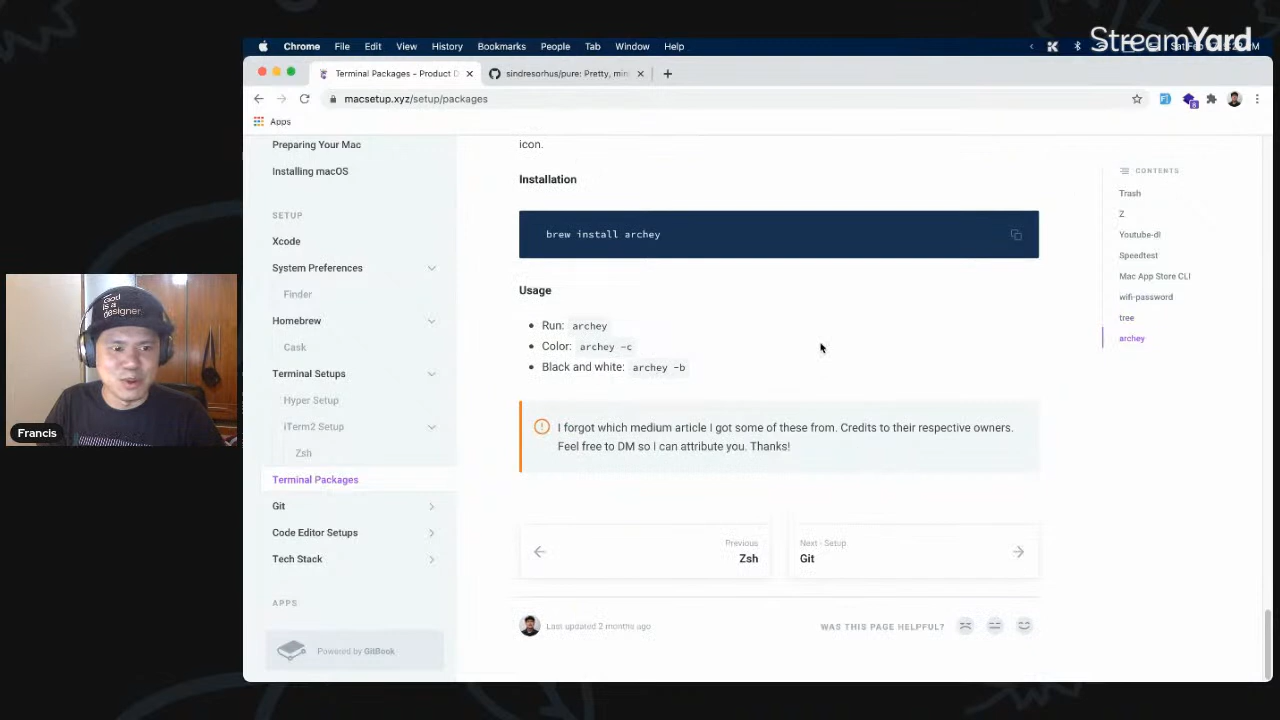 StreamYard
Chrome File Edit View History Bookmarks People Tab Window Help
Terminal Packages - Product D
sindresorhus/pure: Pretty, min
macsetup.xyz/setup/packages
Apps
Preparing Your Mac
Installing macOS
SETUP
Xcode
System Preferences
Finder
Homebrew
Cask
Terminal Setups
Hyper Setup
iTerm2 Setup
Zsh
Terminal Packages
Git
Code Editor Setups
Tech Stack
APPS
Powered by GitBook
icon.
Installation
brew install archey
Usage
Run: archey
Color: archey -c
Black and white: archey -b
I forgot which medium article I got some of these from. Credits to their respective owners.
Feel free to DM so I can attribute you. Thanks!
Previous
Zsh
Next - Setup
Git
Last updated 2 months ago
WAS THIS PAGE HELPFUL?
CONTENTS
Trash
Z
Youtube-dl
Speedtest
Mac App Store CLI
wifi-password
tree
archey
God
is a
designer
Francis